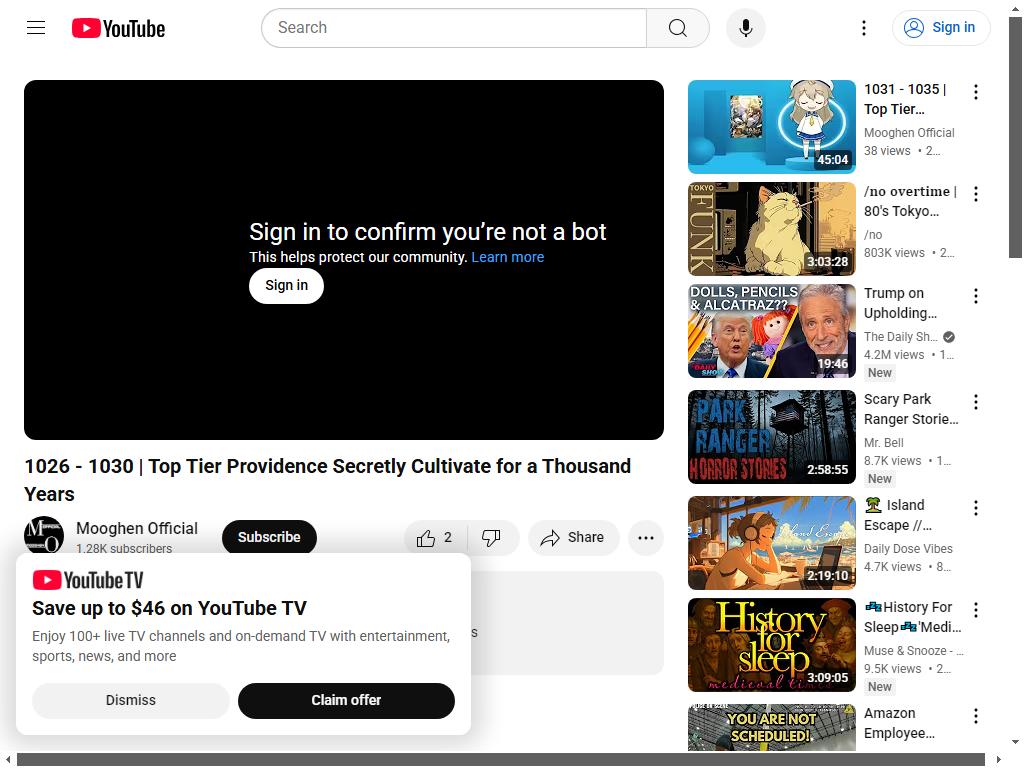 YouTube
Search
Sign in
Sign in to confirm you're not a bot
This helps protect our community. Learn more
Sign in
1026 - 1030 | Top Tier Providence Secretly Cultivate for a Thousand
Years
Mooghen Official
1.28K subscribers
Subscribe
2
Share
s
YouTube TV
Save up to $46 on YouTube TV
Enjoy 100+ live TV channels and on-demand TV with entertainment,
sports, news, and more
Dismiss
Claim offer
45:04
1031 - 1035 |
Top Tier…
Mooghen Official
38 views • 2…
TOKYO
FUNK
3:03:28
/no overtime |
80's Tokyo…
/no
803K views • 2…
DOLLS, PENCILS
& ALCATRAZ??
19:46
Trump on
Upholding…
The Daily Sh…
4.2M views • 1…
New
PARK
RANGER
HORROR STORIES
2:58:55
Scary Park
Ranger Storie…
Mr. Bell
8.7K views • 1…
New
Island Escape
2:19:10
🏝️ Island
Escape //…
Daily Dose Vibes
4.7K views • 8…
History
for
sleep
medieval times
3:09:05
💤History For
Sleep💤'Medi…
Muse & Snooze - …
9.5K views • 2…
New
YOU ARE NOT
SCHEDULED!
Amazon
Employee…